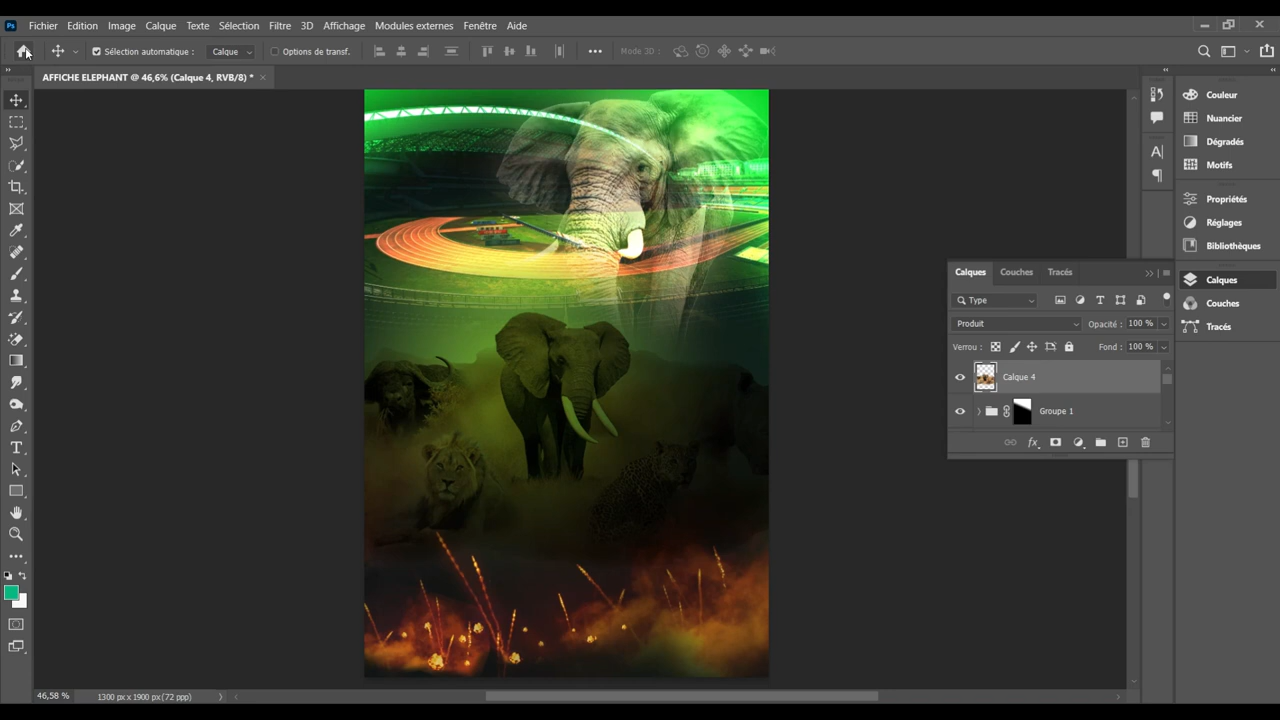 Ps Fichier Edition Image Calque Texte Sélection Filtre 3D Affichage Modules externes Fenêtre Aide
Sélection automatique : Calque Options de transf. Mode 3D :
AFFICHE ELEPHANT @ 46,6% (Calque 4, RVB/8) *
Couleur
Nuancier
Dégradés
Motifs
Propriétés
Réglages
Bibliothèques
Calques
Couches
Tracés
Calques Couches Tracés
Type
Produit Opacité : 100 %
Verrou : Fond : 100 %
Calque 4
Groupe 1
fx
46,58 % 1300 px x 1900 px (72 ppp)